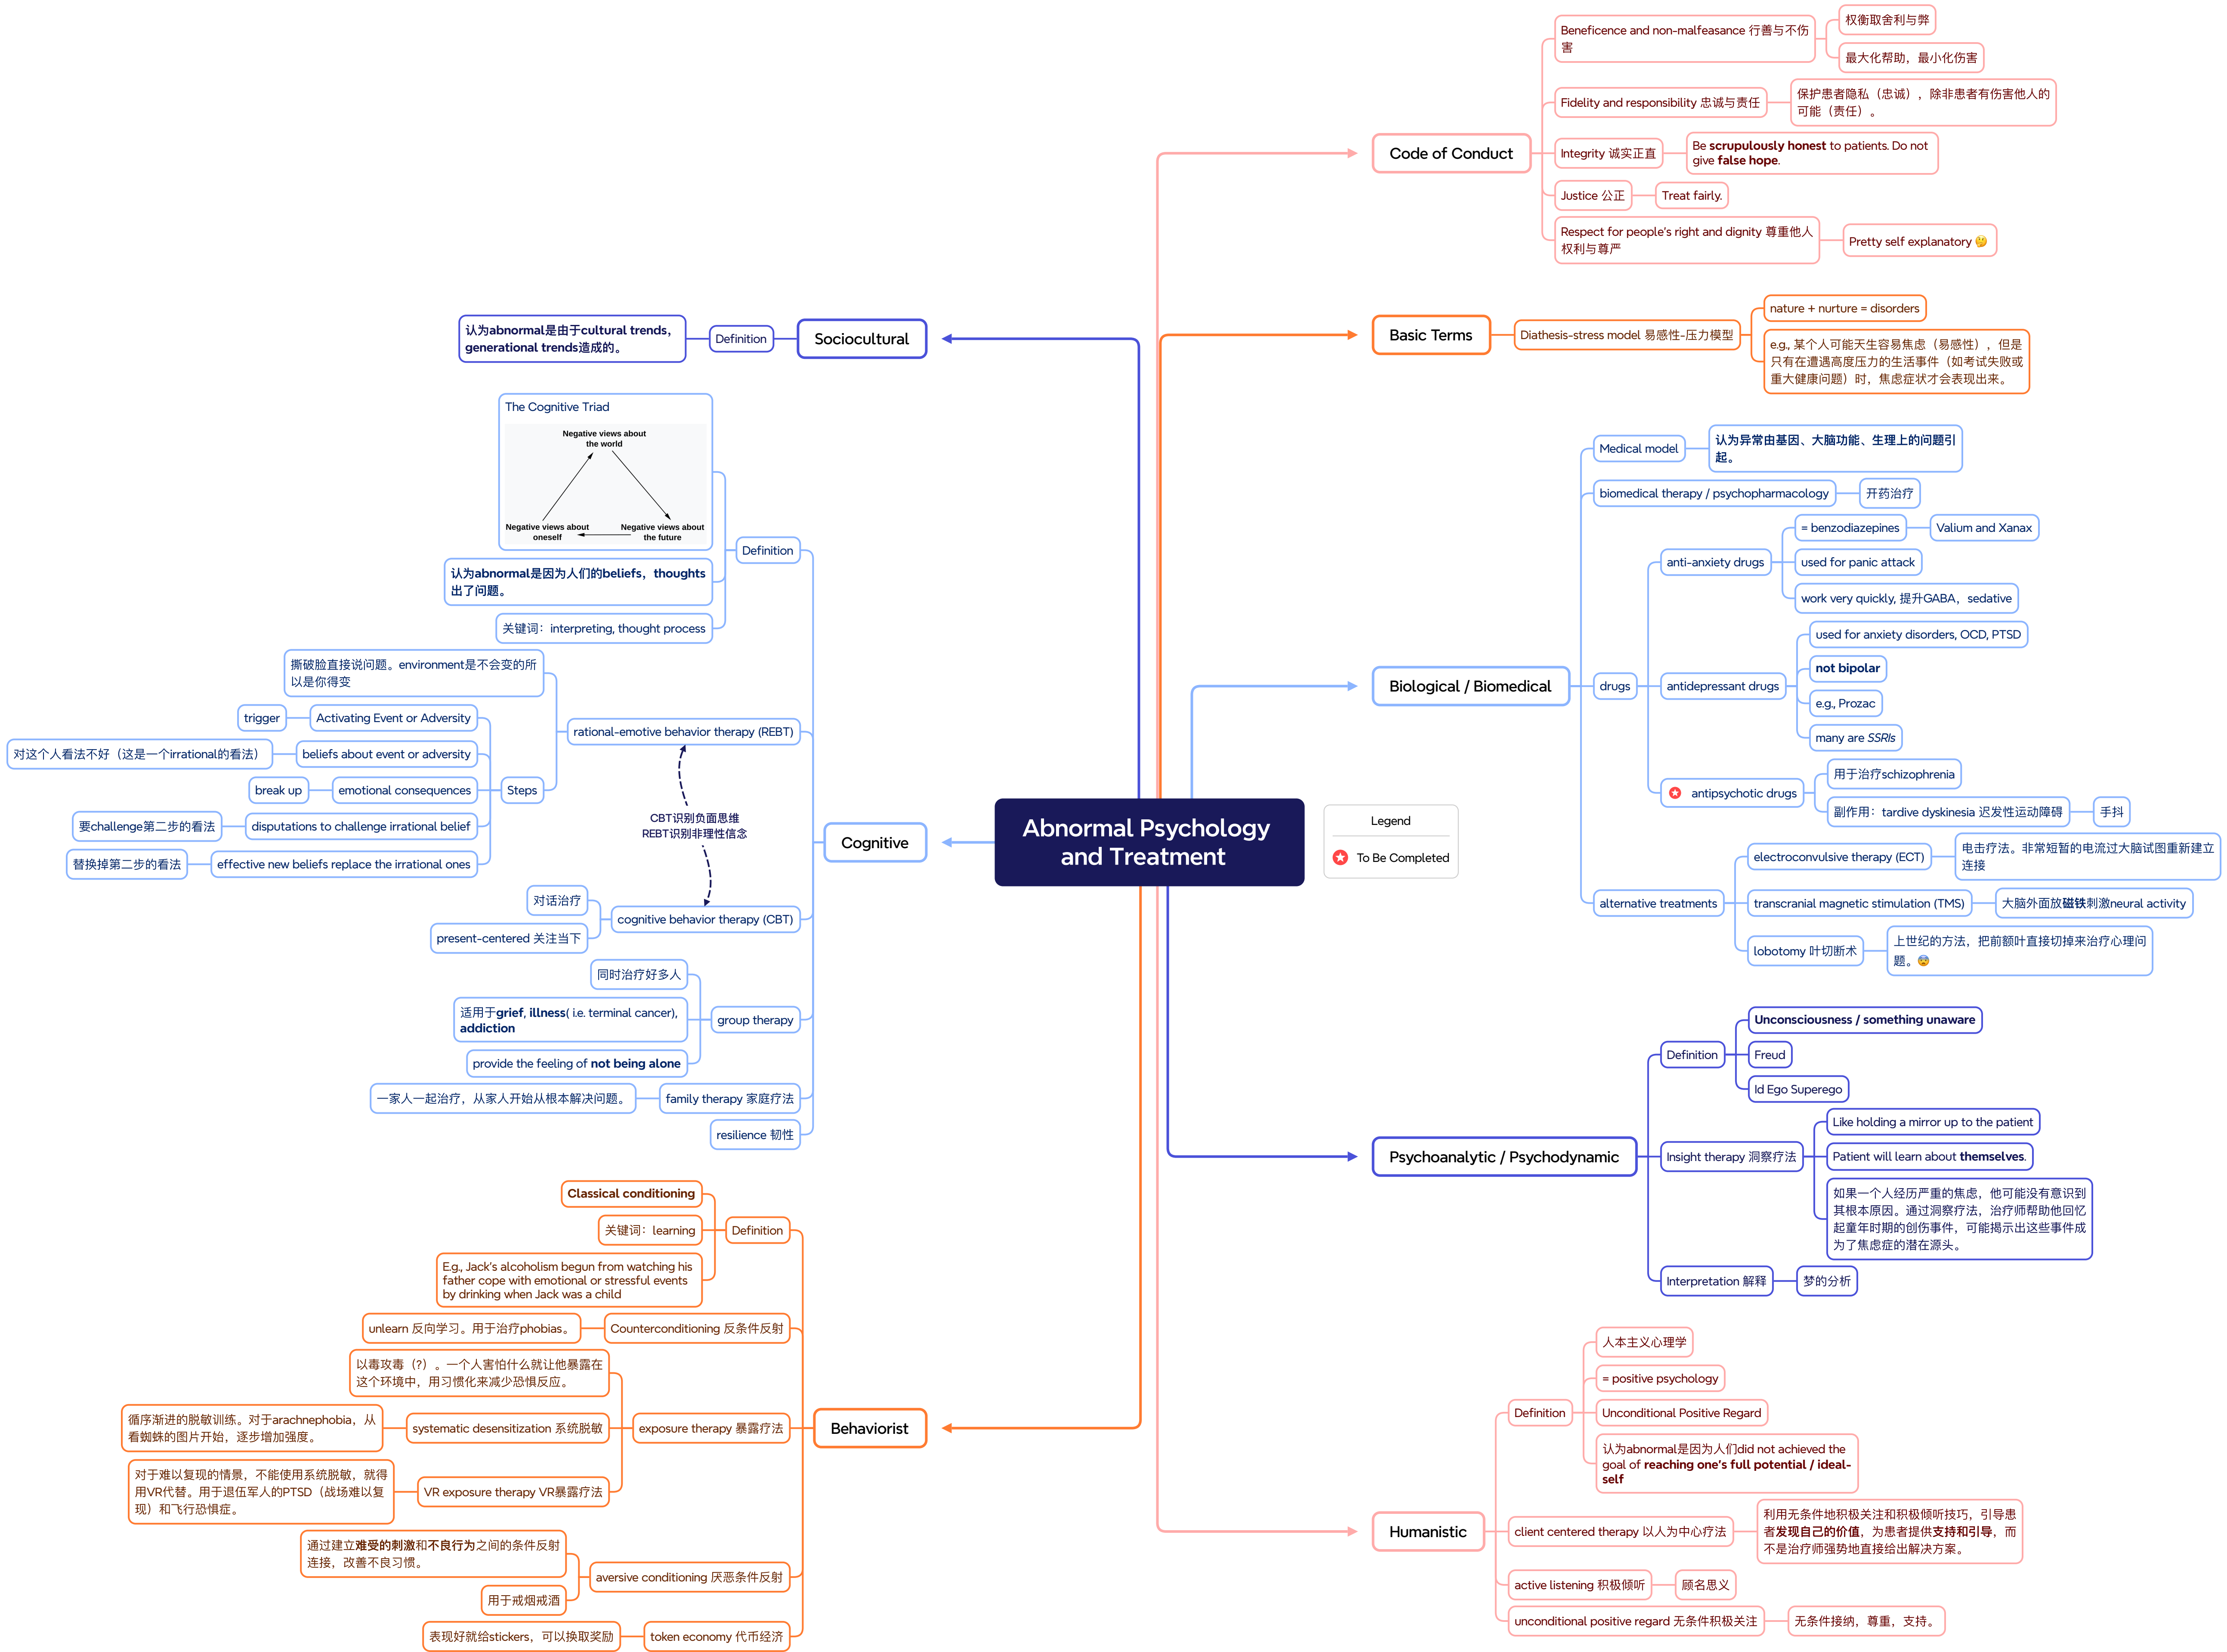 Abnormal Psychology
and Treatment
Legend
To Be Completed
Code of Conduct
Beneficence and non-malfeasance 行善与不伤
害
权衡取舍利与弊
最大化帮助，最小化伤害
Fidelity and responsibility 忠诚与责任
保护患者隐私（忠诚），除非患者有伤害他人的
可能（责任）。
Integrity 诚实正直
Be scrupulously honest to patients. Do not
give false hope.
Justice 公正
Treat fairly.
Respect for people's right and dignity 尊重他人
权利与尊严
Pretty self explanatory 🤔
Basic Terms
Diathesis-stress model 易感性-压力模型
nature + nurture = disorders
e.g., 某个人可能天生容易焦虑（易感性），但是
只有在遭遇高度压力的生活事件（如考试失败或
重大健康问题）时，焦虑症状才会表现出来。
Biological / Biomedical
Medical model
认为异常由基因、大脑功能、生理上的问题引
起。
biomedical therapy / psychopharmacology
开药治疗
drugs
anti-anxiety drugs
= benzodiazepines
Valium and Xanax
used for panic attack
work very quickly, 提升GABA，sedative
antidepressant drugs
used for anxiety disorders, OCD, PTSD
not bipolar
e.g., Prozac
many are SSRIs
antipsychotic drugs
用于治疗schizophrenia
副作用：tardive dyskinesia 迟发性运动障碍
手抖
alternative treatments
electroconvulsive therapy (ECT)
电击疗法。非常短暂的电流过大脑试图重新建立
连接
transcranial magnetic stimulation (TMS)
大脑外面放磁铁刺激neural activity
lobotomy 叶切断术
上世纪的方法，把前额叶直接切掉来治疗心理问
题。😨
Psychoanalytic / Psychodynamic
Definition
Unconsciousness / something unaware
Freud
Id Ego Superego
Insight therapy 洞察疗法
Like holding a mirror up to the patient
Patient will learn about themselves.
如果一个人经历严重的焦虑，他可能没有意识到
其根本原因。通过洞察疗法，治疗师帮助他回忆
起童年时期的创伤事件，可能揭示出这些事件成
为了焦虑症的潜在源头。
Interpretation 解释
梦的分析
Humanistic
Definition
人本主义心理学
= positive psychology
Unconditional Positive Regard
认为abnormal是因为人们did not achieved the
goal of reaching one's full potential / ideal-
self
client centered therapy 以人为中心疗法
利用无条件地积极关注和积极倾听技巧，引导患
者发现自己的价值，为患者提供支持和引导，而
不是治疗师强势地直接给出解决方案。
active listening 积极倾听
顾名思义
unconditional positive regard 无条件积极关注
无条件接纳，尊重，支持。
Sociocultural
Definition
认为abnormal是由于cultural trends，
generational trends造成的。
Cognitive
Definition
The Cognitive Triad
Negative views about
the world
Negative views about
oneself
Negative views about
the future
认为abnormal是因为人们的beliefs，thoughts
出了问题。
关键词：interpreting, thought process
rational-emotive behavior therapy (REBT)
撕破脸直接说问题。environment是不会变的所
以是你得变
Steps
Activating Event or Adversity
trigger
beliefs about event or adversity
对这个人看法不好（这是一个irrational的看法）
emotional consequences
break up
disputations to challenge irrational belief
要challenge第二步的看法
effective new beliefs replace the irrational ones
替换掉第二步的看法
CBT识别负面思维
REBT识别非理性信念
cognitive behavior therapy (CBT)
对话治疗
present-centered 关注当下
group therapy
同时治疗好多人
适用于grief, illness( i.e. terminal cancer),
addiction
provide the feeling of not being alone
family therapy 家庭疗法
一家人一起治疗，从家人开始从根本解决问题。
resilience 韧性
Behaviorist
Definition
Classical conditioning
关键词：learning
E.g., Jack's alcoholism begun from watching his
father cope with emotional or stressful events
by drinking when Jack was a child
Counterconditioning 反条件反射
unlearn 反向学习。用于治疗phobias。
exposure therapy 暴露疗法
以毒攻毒（?）。一个人害怕什么就让他暴露在
这个环境中，用习惯化来减少恐惧反应。
systematic desensitization 系统脱敏
循序渐进的脱敏训练。对于arachnephobia，从
看蜘蛛的图片开始，逐步增加强度。
VR exposure therapy VR暴露疗法
对于难以复现的情景，不能使用系统脱敏，就得
用VR代替。用于退伍军人的PTSD（战场难以复
现）和飞行恐惧症。
aversive conditioning 厌恶条件反射
通过建立难受的刺激和不良行为之间的条件反射
连接，改善不良习惯。
用于戒烟戒酒
token economy 代币经济
表现好就给stickers，可以换取奖励